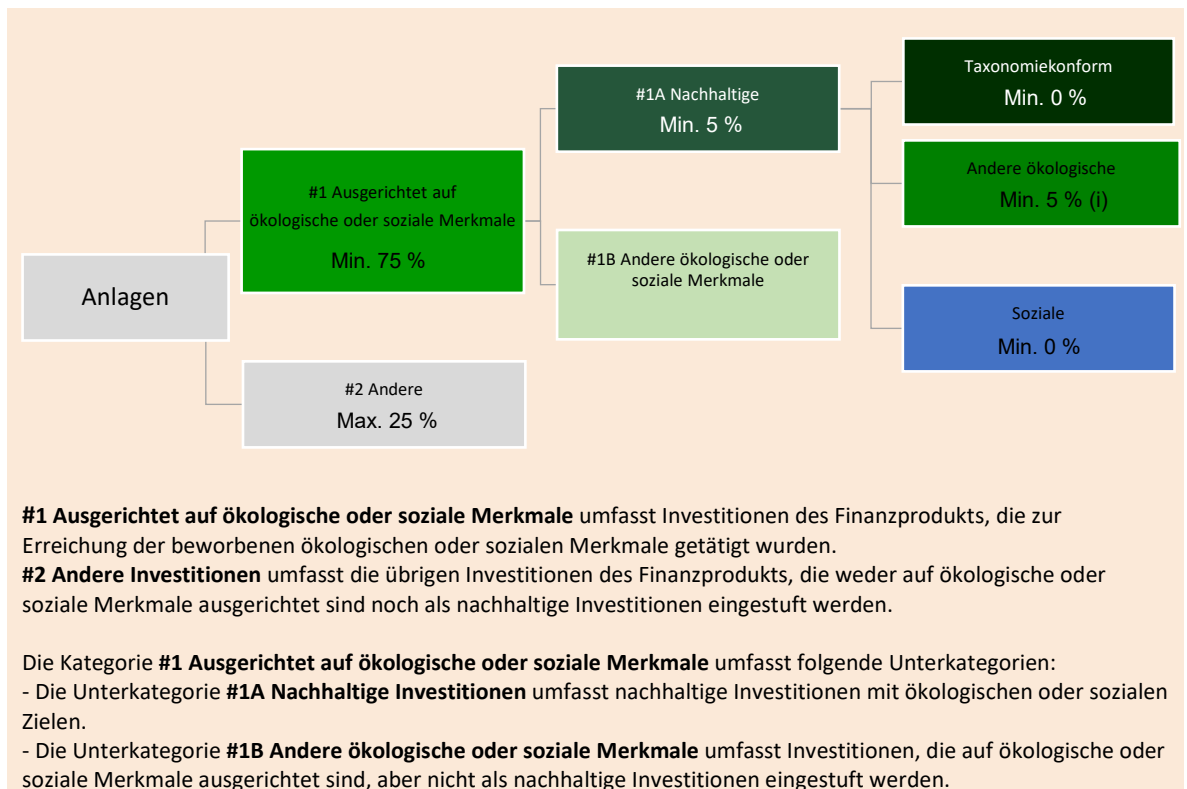 Taxonomiekonform
Min. 0 %
#1A Nachhaltige
Min. 5 %
Andere ökologische
Min. 5 % (i)
#1 Ausgerichtet auf
ökologische oder soziale Merkmale
Min. 75 %
#1B Andere ökologische oder
soziale Merkmale
Anlagen
Soziale
Min. 0 %
#2 Andere
Max. 25 %
#1 Ausgerichtet auf ökologische oder soziale Merkmale umfasst Investitionen des Finanzprodukts, die zur
Erreichung der beworbenen ökologischen oder sozialen Merkmale getätigt wurden.
#2 Andere Investitionen umfasst die übrigen Investitionen des Finanzprodukts, die weder auf ökologische oder
soziale Merkmale ausgerichtet sind noch als nachhaltige Investitionen eingestuft werden.
Die Kategorie #1 Ausgerichtet auf ökologische oder soziale Merkmale umfasst folgende Unterkategorien:
- Die Unterkategorie #1A Nachhaltige Investitionen umfasst nachhaltige Investitionen mit ökologischen oder sozialen
Zielen.
- Die Unterkategorie #1B Andere ökologische oder soziale Merkmale umfasst Investitionen, die auf ökologische oder
soziale Merkmale ausgerichtet sind, aber nicht als nachhaltige Investitionen eingestuft werden.